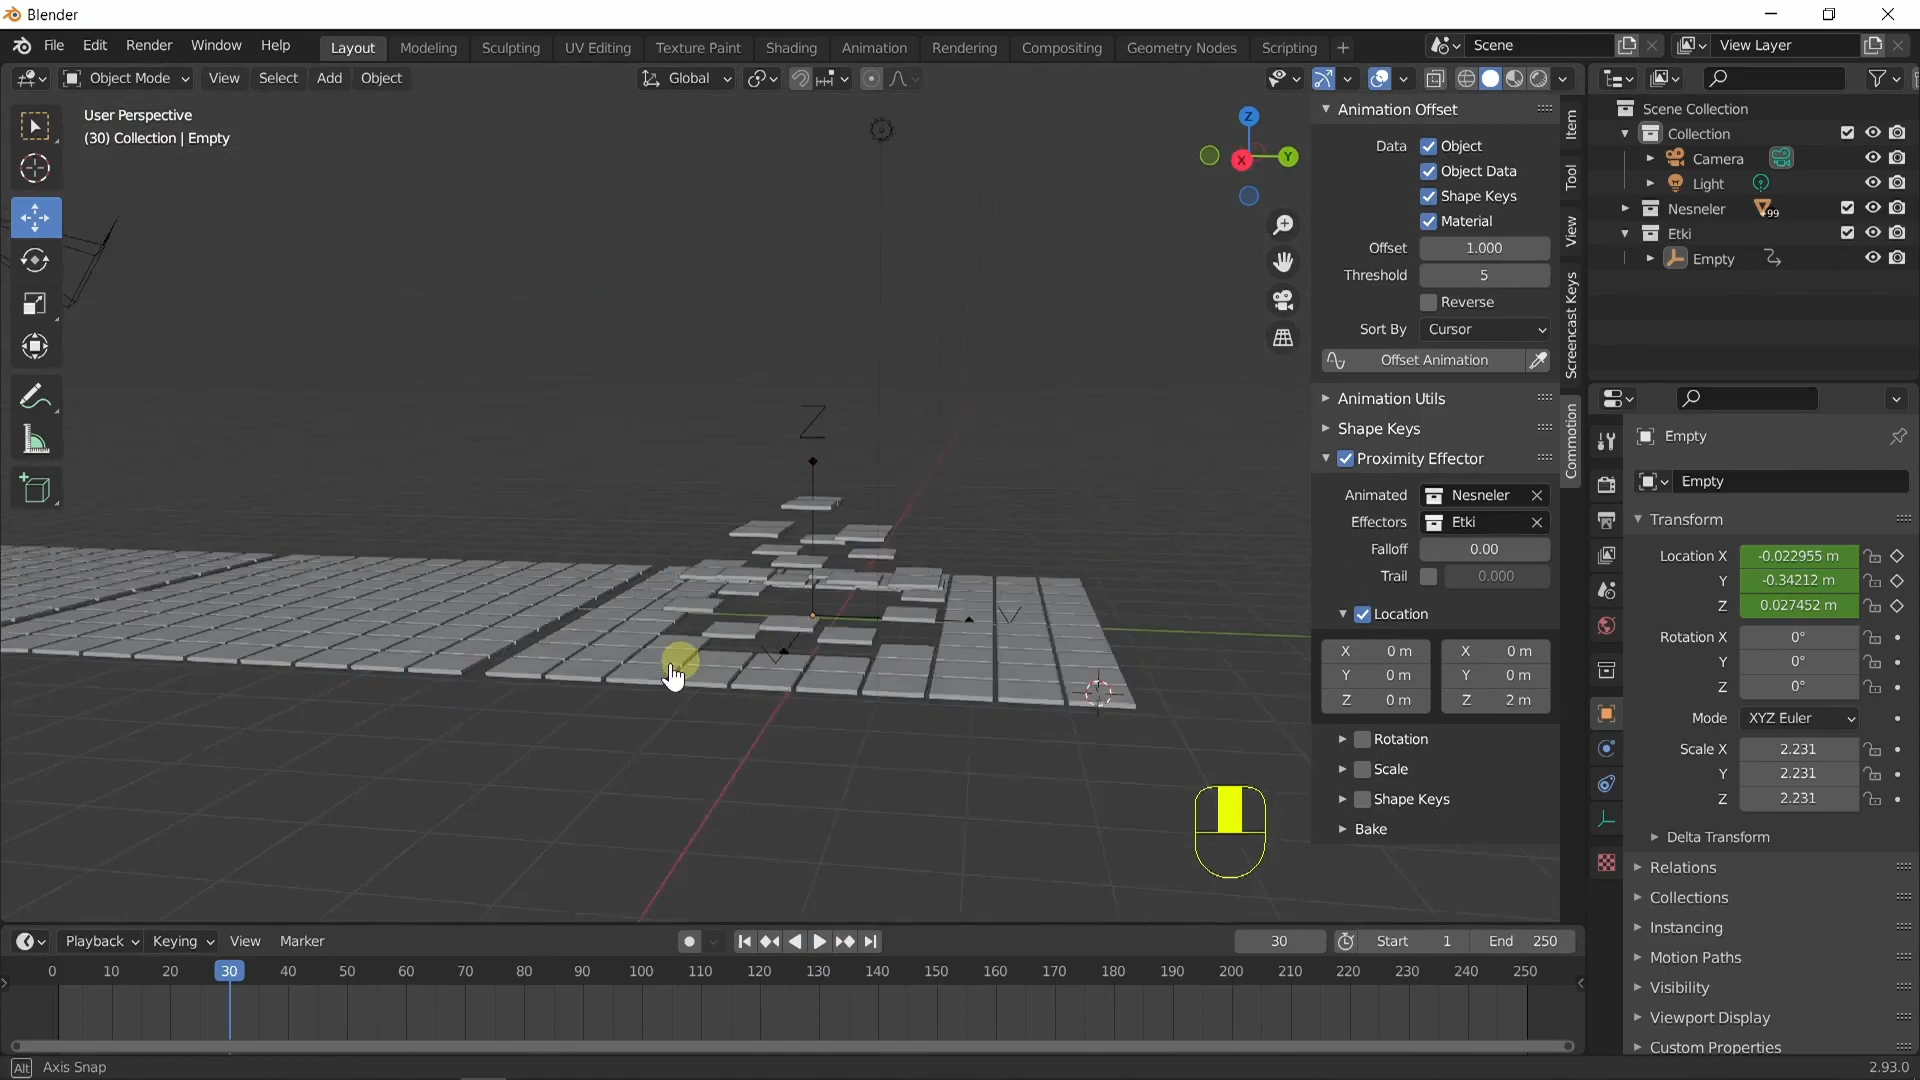 Blender
File Edit Render Window Help Layout Modeling Sculpting UV Editing Texture Paint Shading Animation Rendering Compositing Geometry Nodes Scripting + Scene View Layer
Object Mode View Select Add Object Global
User Perspective
(30) Collection | Empty
Z
X
Y
Z
Animation Offset
Data Object
Object Data
Shape Keys
Material
Offset 1.000
Threshold 5
Reverse
Sort By Cursor
Offset Animation
Animation Utils
Shape Keys
Proximity Effector
Animated Nesneler
Effectors Etki
Falloff 0.00
Trail 0.000
Location
X 0 m X 0 m
Y 0 m Y 0 m
Z 0 m Z 2 m
Rotation
Scale
Shape Keys
Bake
Item
Tool
View
Screencast Keys
Commotion
Scene Collection
Collection
Camera
Light
Nesneler +99
Etki
Empty
Empty
Empty
Transform
Location X -0.022955 m
Y -0.34212 m
Z 0.027452 m
Rotation X 0°
Y 0°
Z 0°
Mode XYZ Euler
Scale X 2.231
Y 2.231
Z 2.231
Delta Transform
Relations
Collections
Instancing
Motion Paths
Visibility
Viewport Display
Custom Properties
Playback Keying View Marker 30 Start 1 End 250
0 10 20 30 40 50 60 70 80 90 100 110 120 130 140 150 160 170 180 190 200 210 220 230 240 250
Alt Axis Snap 2.93.0